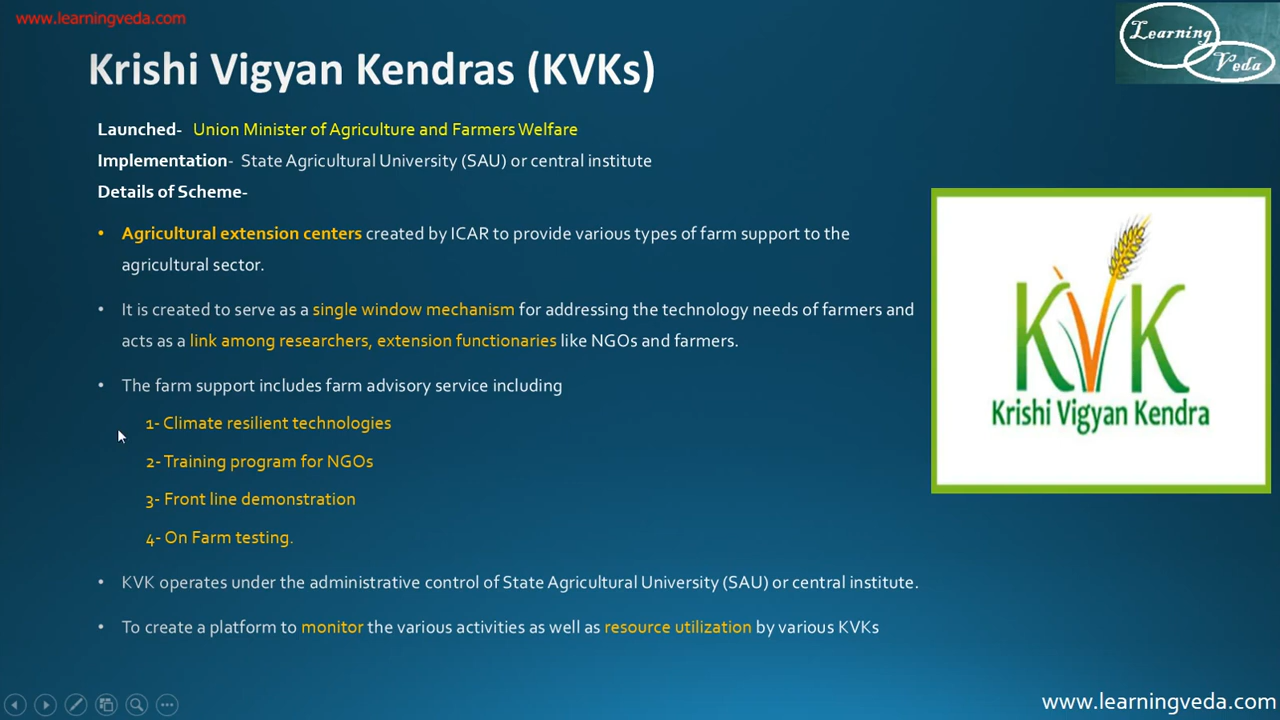 www.learningveda.com
Learning
Veda
Krishi Vigyan Kendras (KVKs)
Launched- Union Minister of Agriculture and Farmers Welfare
Implementation- State Agricultural University (SAU) or central institute
Details of Scheme-
• Agricultural extension centers created by ICAR to provide various types of farm support to the
agricultural sector.
• It is created to serve as a single window mechanism for addressing the technology needs of farmers and
acts as a link among researchers, extension functionaries like NGOs and farmers.
• The farm support includes farm advisory service including
1- Climate resilient technologies
2- Training program for NGOs
3- Front line demonstration
4- On Farm testing.
• KVK operates under the administrative control of State Agricultural University (SAU) or central institute.
• To create a platform to monitor the various activities as well as resource utilization by various KVKs
KVK
Krishi Vigyan Kendra
www.learningveda.com